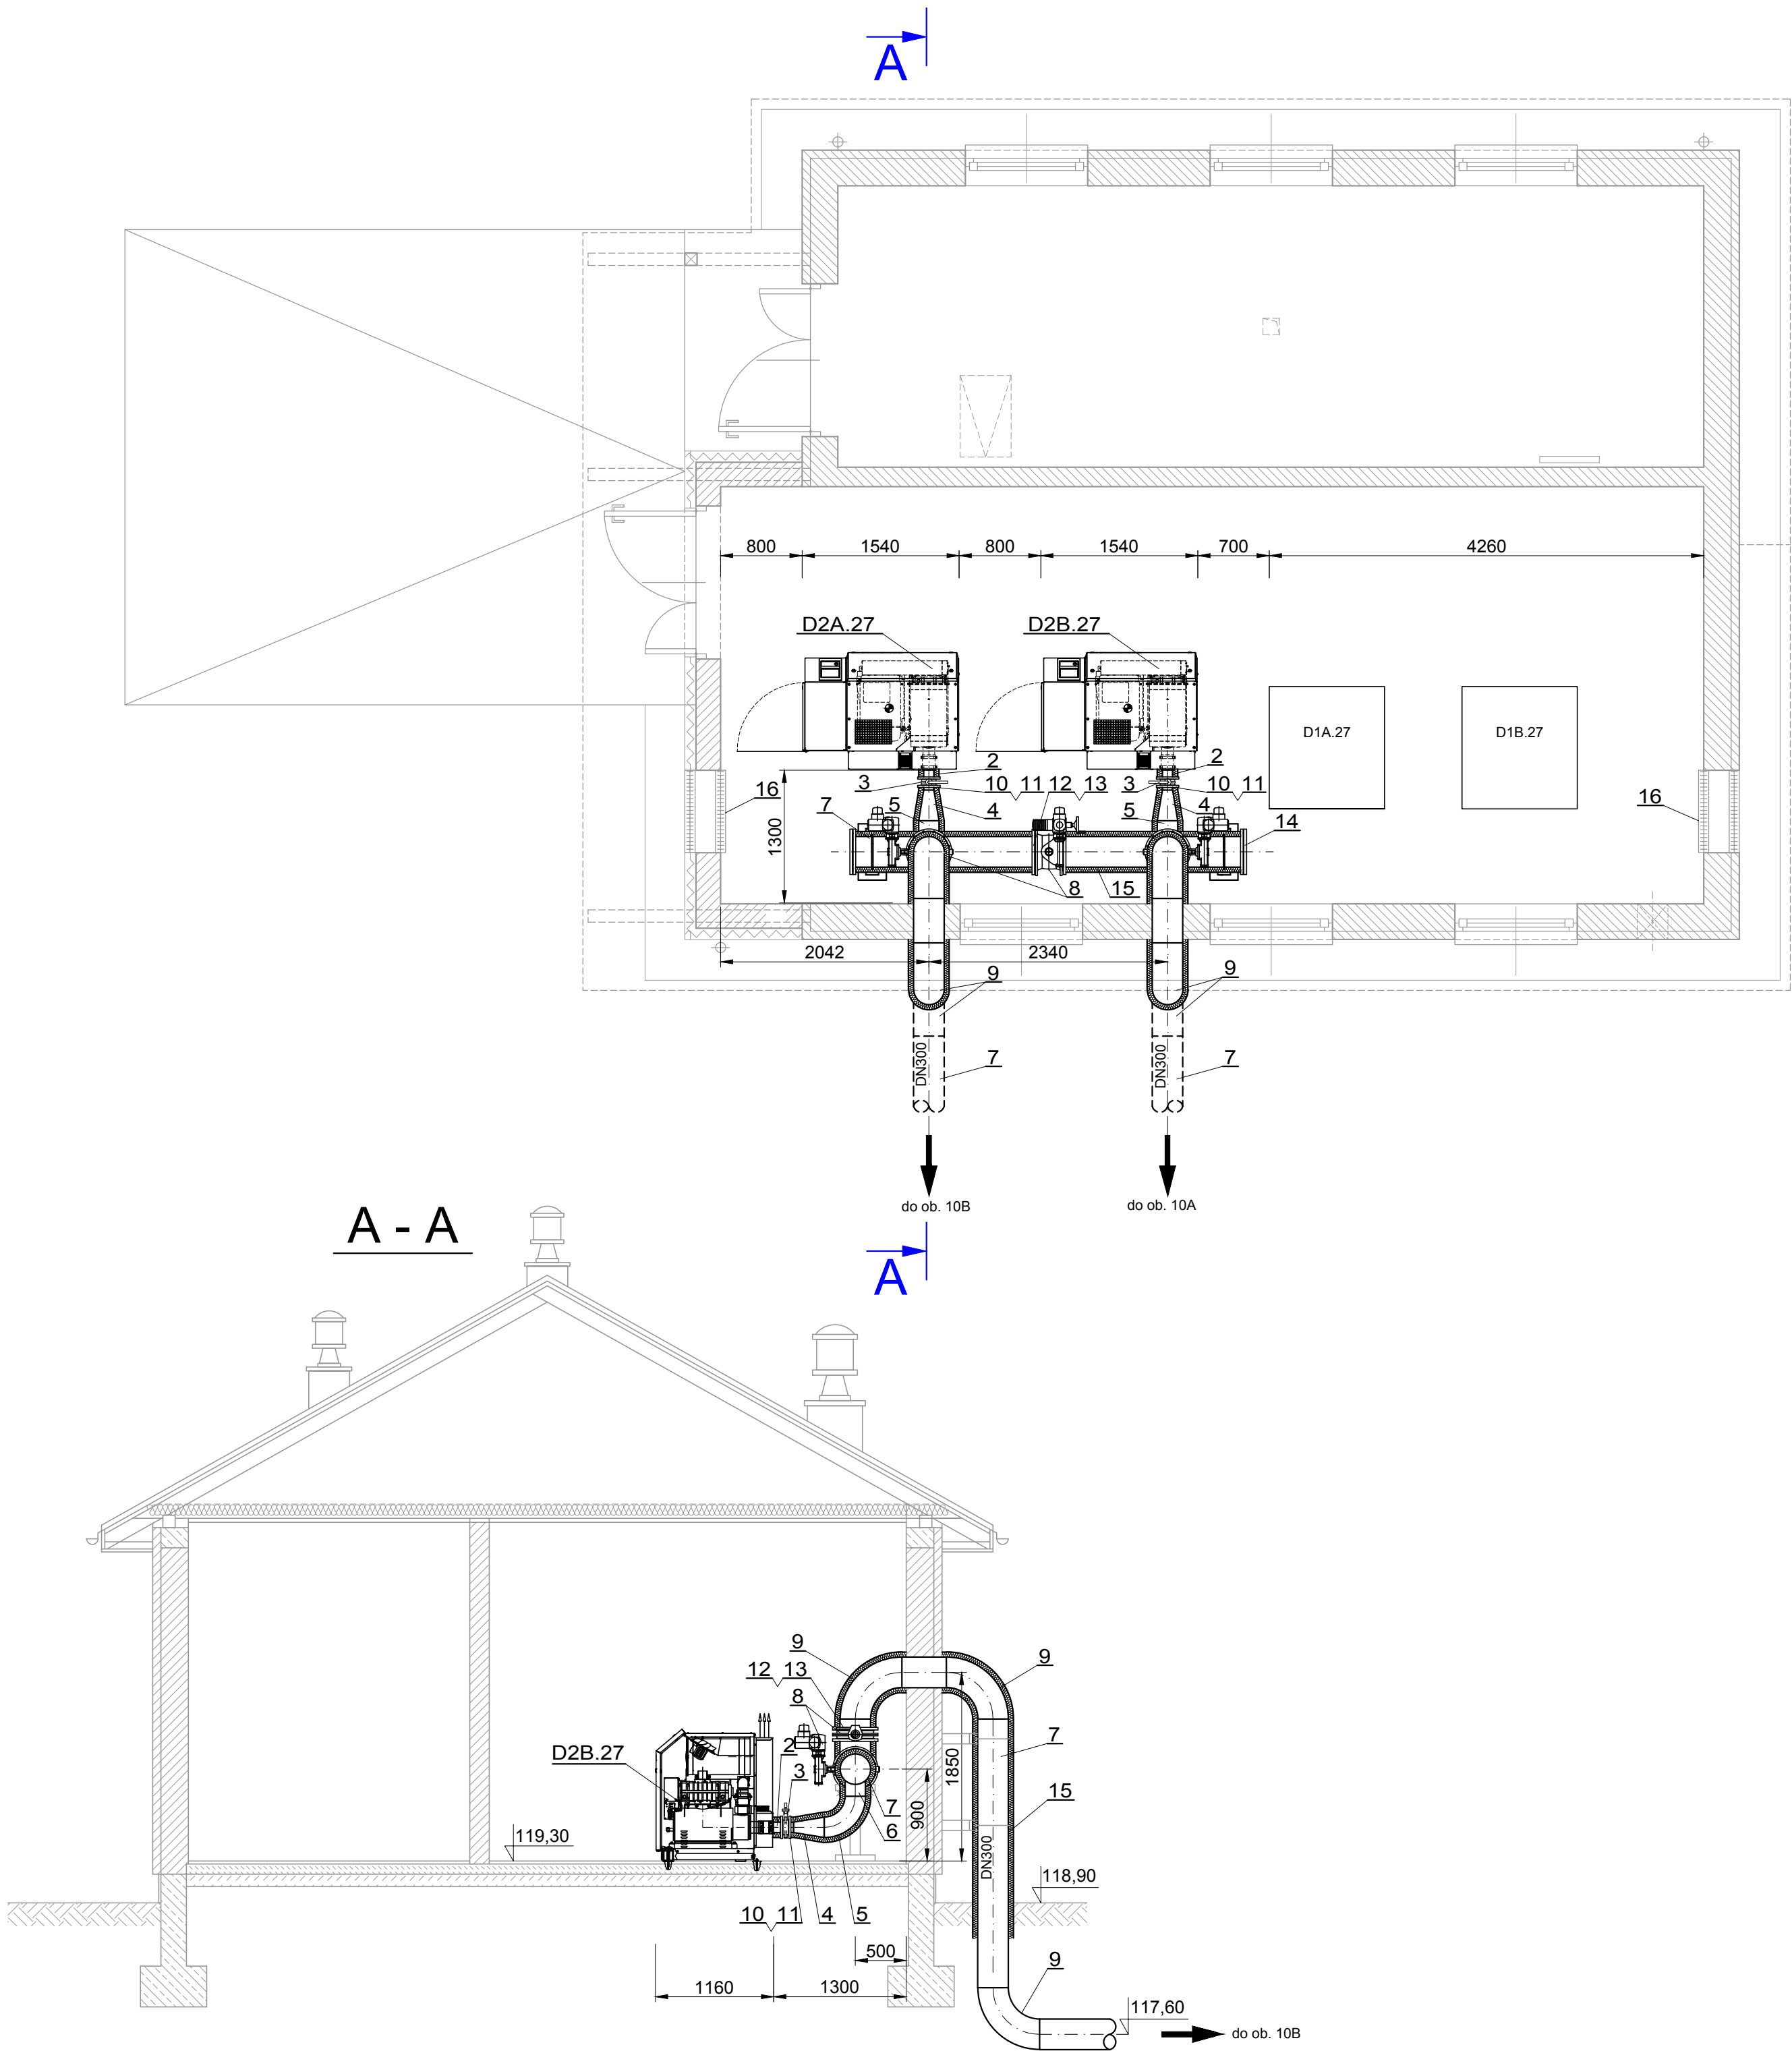 A
800 1540 800 1540 700 4260
D2A.27 D2B.27
D1A.27 D1B.27
2 2
3 10 11 12 13 3 10 11
16 16
7 5 4 5 4 14
1300
8 15
2042 2340
9 9
DN300 DN300
7 7
do ob. 10B do ob. 10A
A
A - A
9 9
12 13
8
7
D2B.27 2
3
1850
15
900
7
6
119,30
DN300
118,90
10 11 4 5
500
9
1160 1300
117,60
do ob. 10B